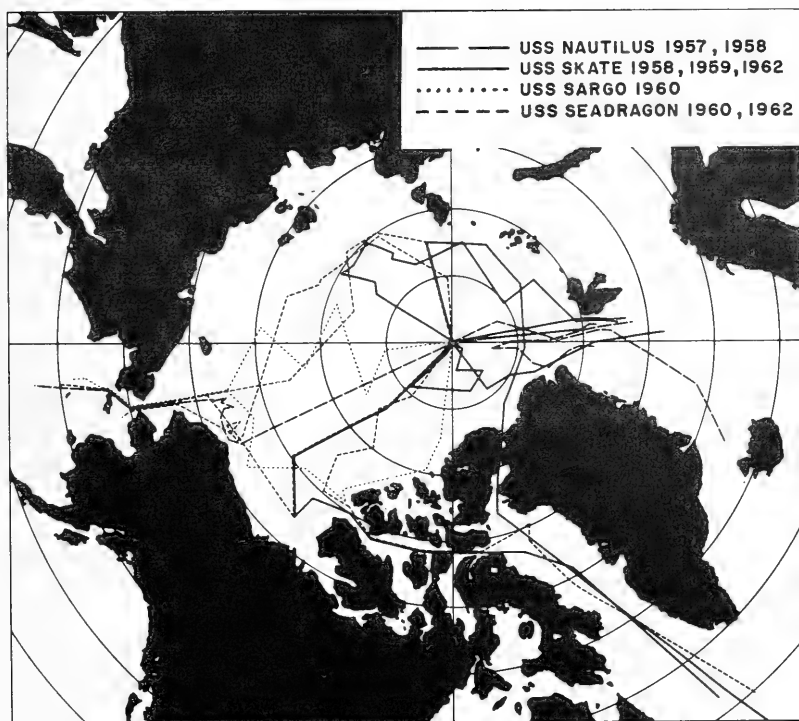 USS NAUTILUS 1957, 1958
USS SKATE 1958, 1959, 1962
USS SARGO 1960
USS SEADRAGON 1960, 1962